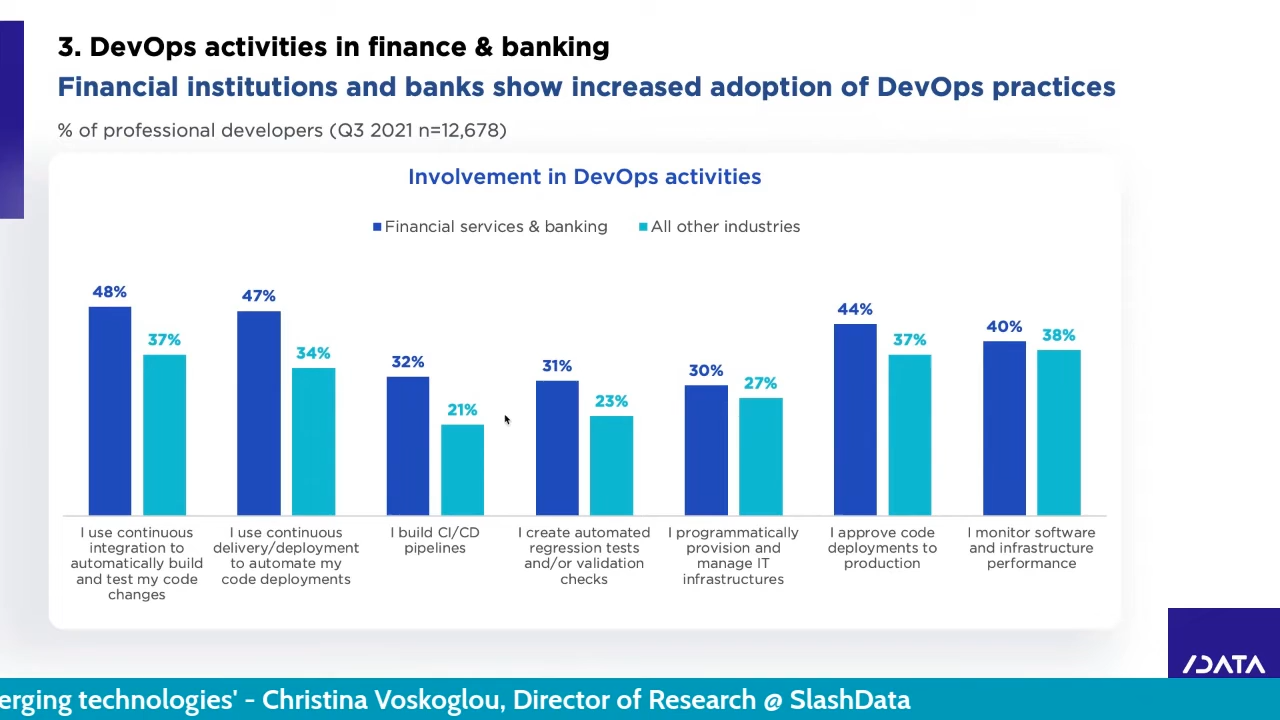 3. DevOps activities in finance & banking
Financial institutions and banks show increased adoption of DevOps practices
% of professional developers (Q3 2021 n=12,678)
Involvement in DevOps activities
Financial services & banking
All other industries
48%
37%
47%
34%
32%
21%
31%
23%
30%
27%
44%
37%
40%
38%
I use continuous
integration to
automatically build
and test my code
changes
I use continuous
delivery/deployment
to automate my
code deployments
I build CI/CD
pipelines
I create automated
regression tests
and/or validation
checks
I programmatically
provision and
manage IT
infrastructures
I approve code
deployments to
production
I monitor software
and infrastructure
performance
/DATA
erging technologies' - Christina Voskoglou, Director of Research @ SlashData